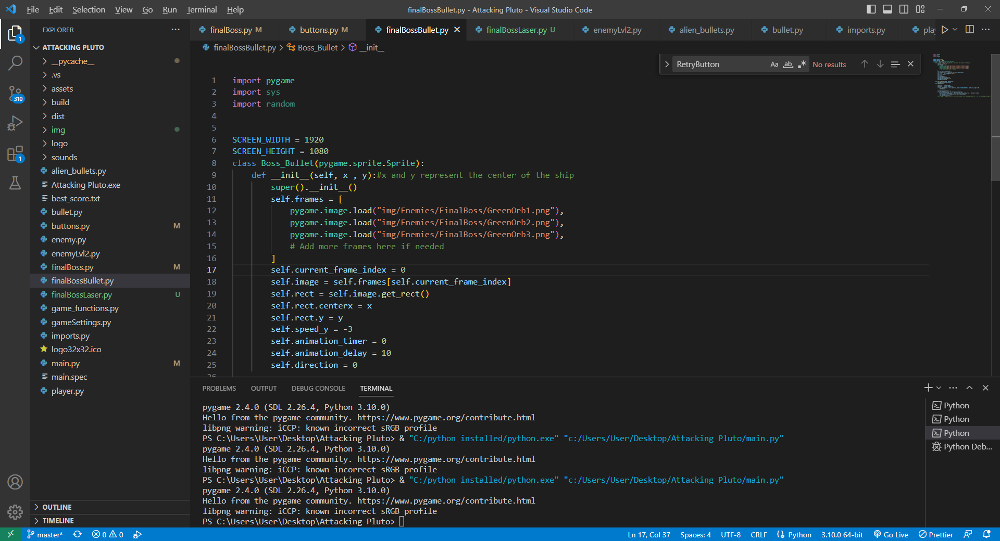 File Edit Selection View Go Run Terminal Help
finalBossBullet.py - Attacking Pluto - Visual Studio Code
EXPLORER
finalBoss.py M
buttons.py M
finalBossBullet.py
finalBossLaser.py U
enemyLvl2.py
alien_bullets.py
bullet.py
imports.py
finalBossBullet.py > Boss_Bullet > __init__
RetryButton
Aa ab No results
1
310
1
ATTACKING PLUTO
__pycache__
.vs
assets
build
dist
img
logo
sounds
alien_bullets.py
Attacking Pluto.exe
best_score.txt
bullet.py
buttons.py M
enemy.py
enemyLvl2.py
finalBoss.py M
finalBossBullet.py
finalBossLaser.py U
game_functions.py
gameSettings.py
imports.py
logo32x32.ico
main.py M
main.spec
player.py
OUTLINE
TIMELINE
1 import pygame
2 import sys
3 import random
4
5
6 SCREEN_WIDTH = 1920
7 SCREEN_HEIGHT = 1080
8 class Boss_Bullet(pygame.sprite.Sprite):
9 def __init__(self, x , y):#x and y represent the center of the ship
10 super().__init__()
11 self.frames = [
12 pygame.image.load("img/Enemies/FinalBoss/GreenOrb1.png"),
13 pygame.image.load("img/Enemies/FinalBoss/GreenOrb2.png"),
14 pygame.image.load("img/Enemies/FinalBoss/GreenOrb3.png"),
15 # Add more frames here if needed
16 ]
17 self.current_frame_index = 0
18 self.image = self.frames[self.current_frame_index]
19 self.rect = self.image.get_rect()
20 self.rect.centerx = x
21 self.rect.y = y
22 self.speed_y = -3
23 self.animation_timer = 0
24 self.animation_delay = 10
25 self.direction = 0
PROBLEMS OUTPUT DEBUG CONSOLE TERMINAL
pygame 2.4.0 (SDL 2.26.4, Python 3.10.0)
Hello from the pygame community. https://www.pygame.org/contribute.html
libpng warning: iCCP: known incorrect sRGB profile
PS C:\Users\User\Desktop\Attacking Pluto> & "C:/python installed/python.exe" "c:/Users/User/Desktop/Attacking Pluto/main.py"
pygame 2.4.0 (SDL 2.26.4, Python 3.10.0)
Hello from the pygame community. https://www.pygame.org/contribute.html
libpng warning: iCCP: known incorrect sRGB profile
PS C:\Users\User\Desktop\Attacking Pluto> & "C:/python installed/python.exe" "c:/Users/User/Desktop/Attacking Pluto/main.py"
pygame 2.4.0 (SDL 2.26.4, Python 3.10.0)
Hello from the pygame community. https://www.pygame.org/contribute.html
libpng warning: iCCP: known incorrect sRGB profile
PS C:\Users\User\Desktop\Attacking Pluto>
Python
Python
Python
Python Deb...
master* 0 0
Ln 17, Col 37 Spaces: 4 UTF-8 CRLF Python 3.10.0 64-bit Go Live Prettier